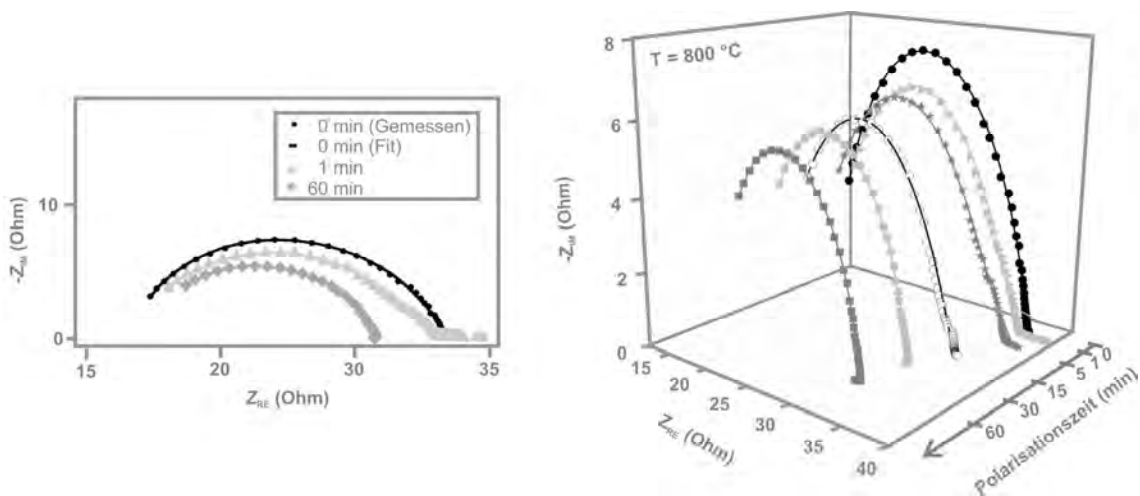 0 min (Gemessen)
0 min (Fit)
1 min
60 min
10
0
-Z_IM (Ohm)
15
20
30
35
Z_RE (Ohm)
T = 800 °C
8
6
4
2
0
-Z_IM (Ohm)
15
20
25
30
35
40
Z_RE (Ohm)
60
30
15
5
1
0
Polarisationszeit (min)